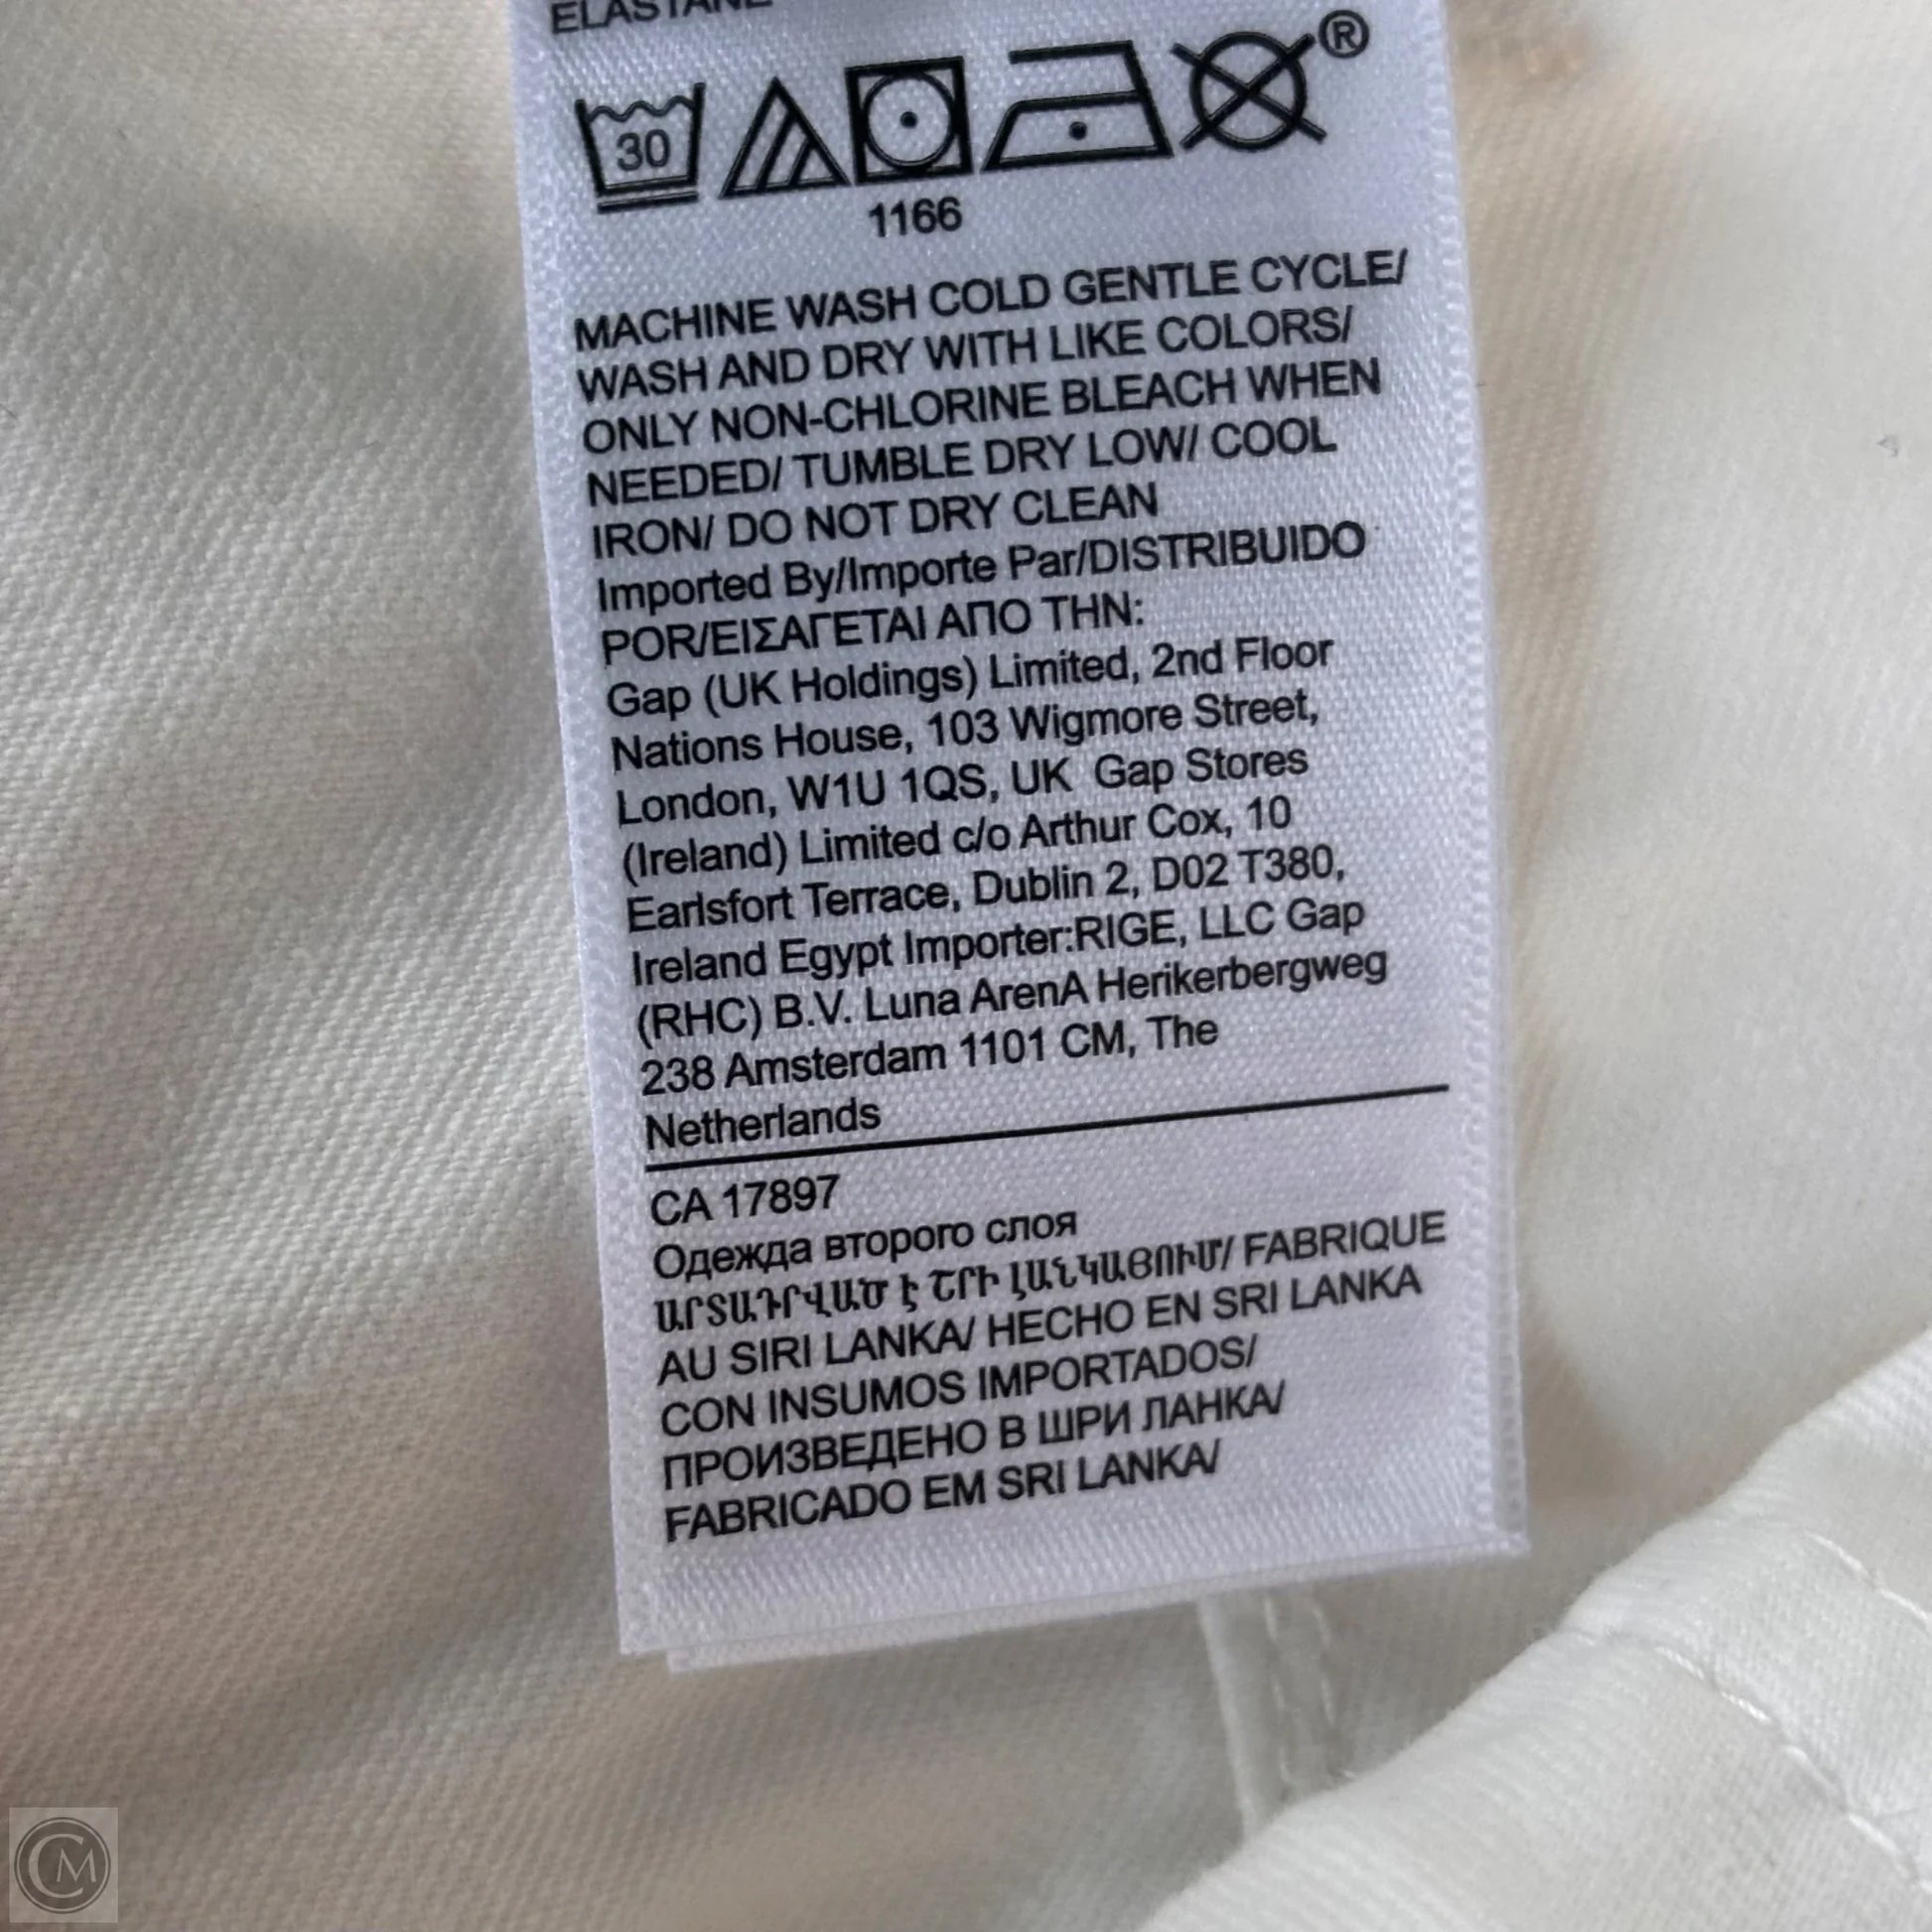 ELASTANE
®
30
1166
MACHINE WASH COLD GENTLE CYCLE/
WASH AND DRY WITH LIKE COLORS/
ONLY NON-CHLORINE BLEACH WHEN
NEEDED/ TUMBLE DRY LOW/ COOL
IRON/ DO NOT DRY CLEAN
Imported By/Importe Par/DISTRIBUIDO
POR/ΕΙΣΑΓΕΤΑΙ ΑΠΟ ΤΗΝ:
Gap (UK Holdings) Limited, 2nd Floor
Nations House, 103 Wigmore Street,
London, W1U 1QS, UK Gap Stores
(Ireland) Limited c/o Arthur Cox, 10
Earlsfort Terrace, Dublin 2, D02 T380,
Ireland Egypt Importer:RIGE, LLC Gap
(RHC) B.V. Luna ArenA Herikerbergweg
238 Amsterdam 1101 CM, The
Netherlands
CA 17897
Одежда второго слоя
ԱՐՏԱԴՐՎԱԾ Է ՇՐԻ ԼԱՆԿԱՅՈՒՄ/ FABRIQUE
AU SIRI LANKA/ HECHO EN SRI LANKA
CON INSUMOS IMPORTADOS/
ПРОИЗВЕДЕНО В ШРИ ЛАНКА/
FABRICADO EM SRI LANKA/
CM